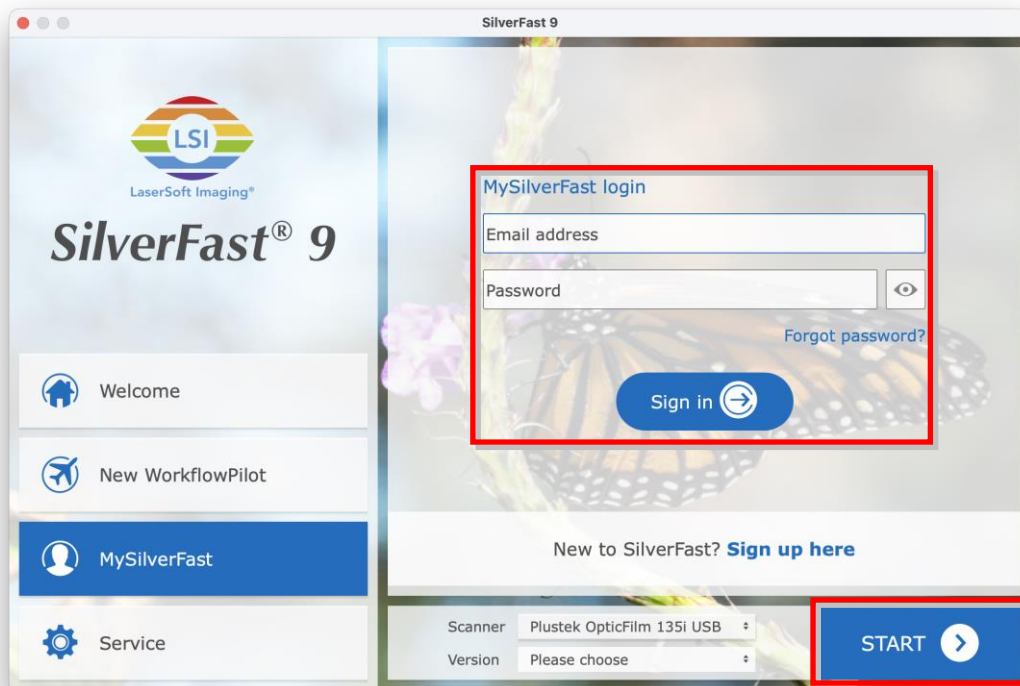 SilverFast 9
LSI
LaserSoft Imaging®
SilverFast® 9
Welcome
New WorkflowPilot
MySilverFast
Service
MySilverFast login
Email address
Password
Forgot password?
Sign in
New to SilverFast? Sign up here
Scanner Plustek OpticFilm 135i USB
Version Please choose
START